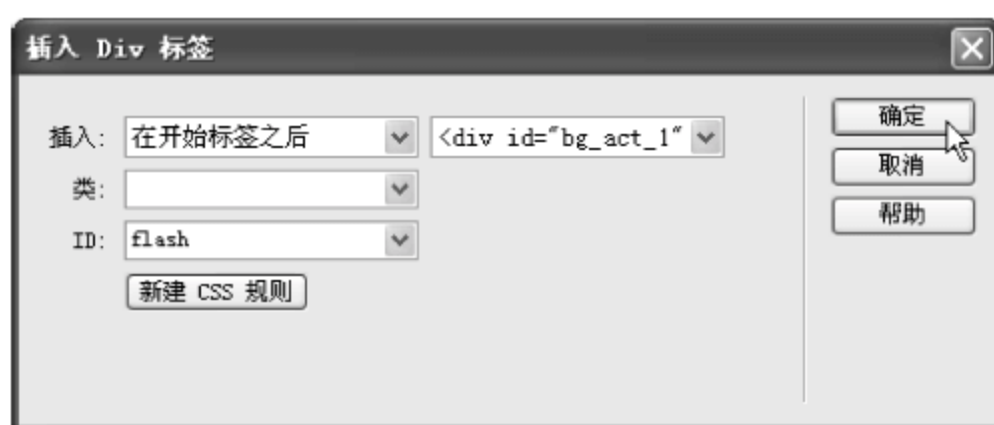 插入 Div 标签
插入: 在开始标签之后 <div id="bg_act_1"
类:
ID: flash
新建 CSS 规则
确定
取消
帮助